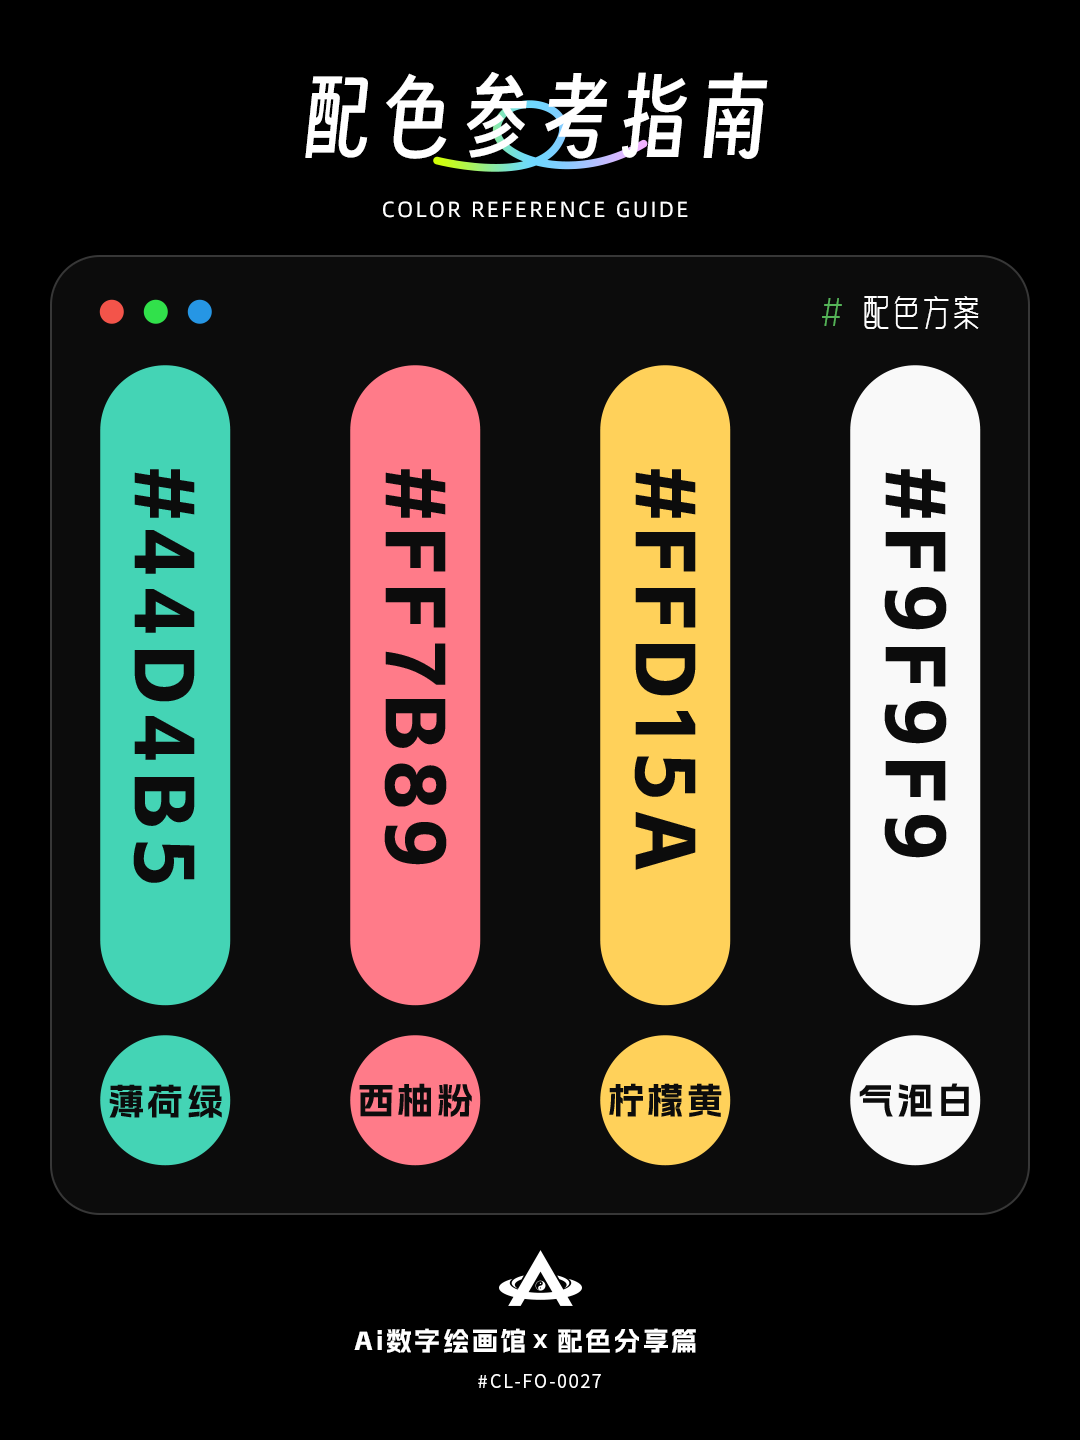 配色参考指南
COLOR REFERENCE GUIDE
# 配色方案
#44D4B5
#FF7B89
#FFD15A
#F9F9F9
薄荷绿
西柚粉
柠檬黄
气泡白
Ai数字绘画馆 x 配色分享篇
#CL-FO-0027